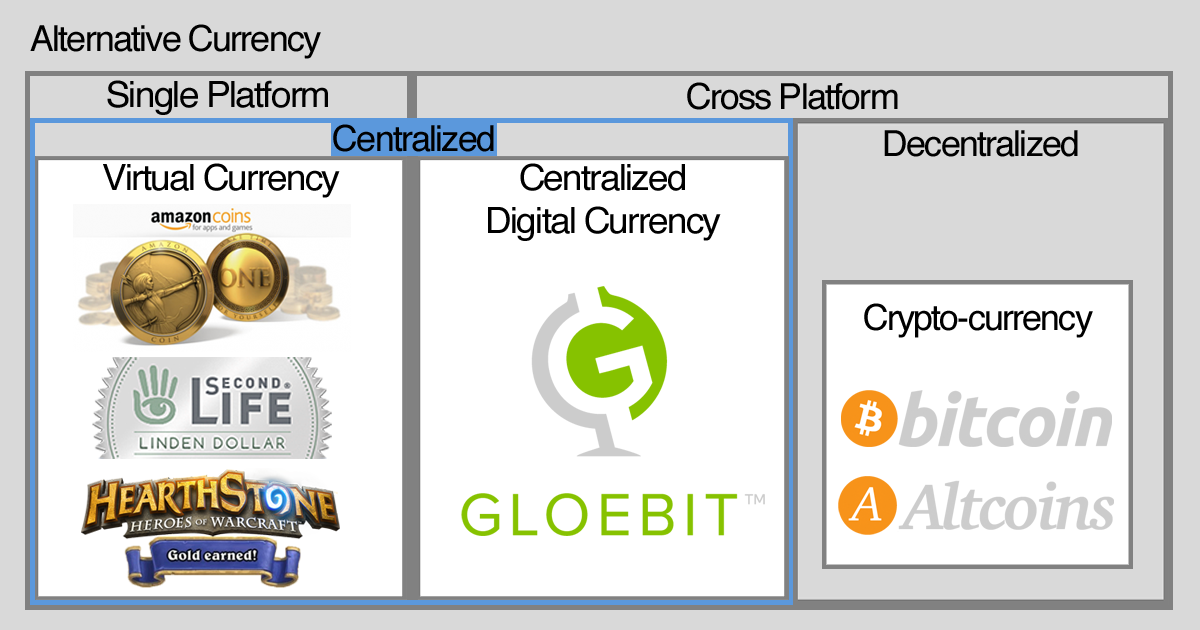 Alternative Currency
Single Platform
Cross Platform
Centralized
Decentralized
Virtual Currency
amazoncoins
for apps and games
AMAZON
COIN
ONE
SECOND®
LIFE
LINDEN DOLLAR
HEARTHSTONE
HEROES OF WARCRAFT
Gold earned!
Centralized
Digital Currency
G
GLOEBIT™
Crypto-currency
bitcoin
A Altcoins